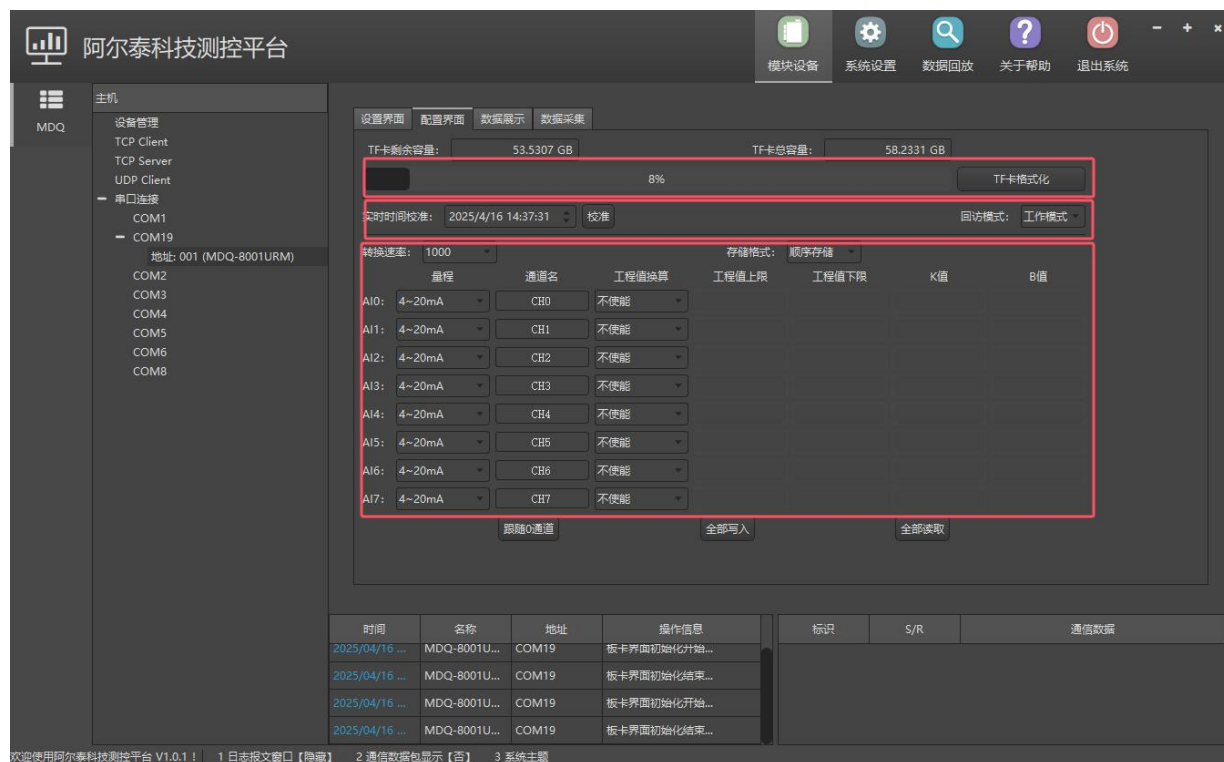 阿尔泰科技测控平台
模块设备 系统设置 数据回放 关于帮助 退出系统
MDQ
主机
设备管理
TCP Client
TCP Server
UDP Client
串口连接
COM1
COM19
地址: 001 (MDQ-8001URM)
COM2
COM3
COM4
COM5
COM6
COM8
设置界面 配置界面 数据展示 数据采集
TF卡剩余容量: 53.5307 GB TF卡总容量: 58.2331 GB
8% TF卡格式化
实时时间校准: 2025/4/16 14:37:31 校准 回访模式: 工作模式
转换速率: 1000 存储格式: 顺序存储
量程 通道名 工程值换算 工程值上限 工程值下限 K值 B值
AI0: 4~20mA CH0 不使能
AI1: 4~20mA CH1 不使能
AI2: 4~20mA CH2 不使能
AI3: 4~20mA CH3 不使能
AI4: 4~20mA CH4 不使能
AI5: 4~20mA CH5 不使能
AI6: 4~20mA CH6 不使能
AI7: 4~20mA CH7 不使能
跟随0通道 全部写入 全部读取
时间 名称 地址 操作信息 标识 S/R 通信数据
2025/04/16 ... MDQ-8001U... COM19 板卡界面初始化开始...
2025/04/16 ... MDQ-8001U... COM19 板卡界面初始化结束...
2025/04/16 ... MDQ-8001U... COM19 板卡界面初始化开始...
2025/04/16 ... MDQ-8001U... COM19 板卡界面初始化结束...
欢迎使用阿尔泰科技测控平台 V1.0.1！ 1 日志报文窗口【隐藏】 2 通信数据包显示【否】 3 系统主题